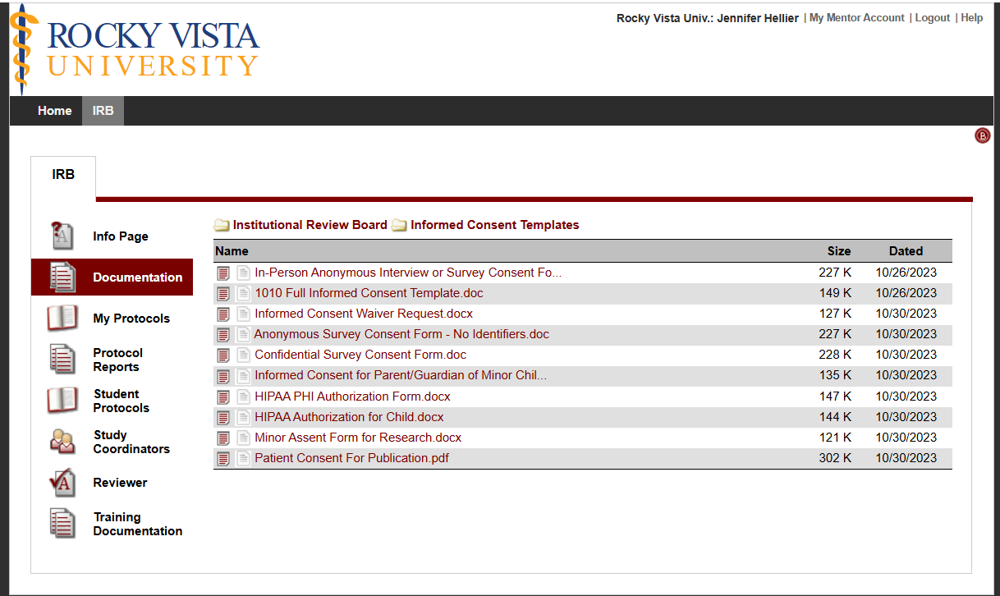 Rocky Vista Univ.: Jennifer Hellier | My Mentor Account | Logout | Help
ROCKY VISTA
UNIVERSITY
Home IRB
B
IRB
Info Page
Documentation
My Protocols
Protocol
Reports
Student
Protocols
Study
Coordinators
Reviewer
Training
Documentation
Institutional Review Board Informed Consent Templates
Name Size Dated
In-Person Anonymous Interview or Survey Consent Fo... 227 K 10/26/2023
1010 Full Informed Consent Template.doc 149 K 10/26/2023
Informed Consent Waiver Request.docx 127 K 10/30/2023
Anonymous Survey Consent Form - No Identifiers.doc 227 K 10/30/2023
Confidential Survey Consent Form.doc 228 K 10/30/2023
Informed Consent for Parent/Guardian of Minor Chil... 135 K 10/30/2023
HIPAA PHI Authorization Form.docx 147 K 10/30/2023
HIPAA Authorization for Child.docx 144 K 10/30/2023
Minor Assent Form for Research.docx 121 K 10/30/2023
Patient Consent For Publication.pdf 302 K 10/30/2023